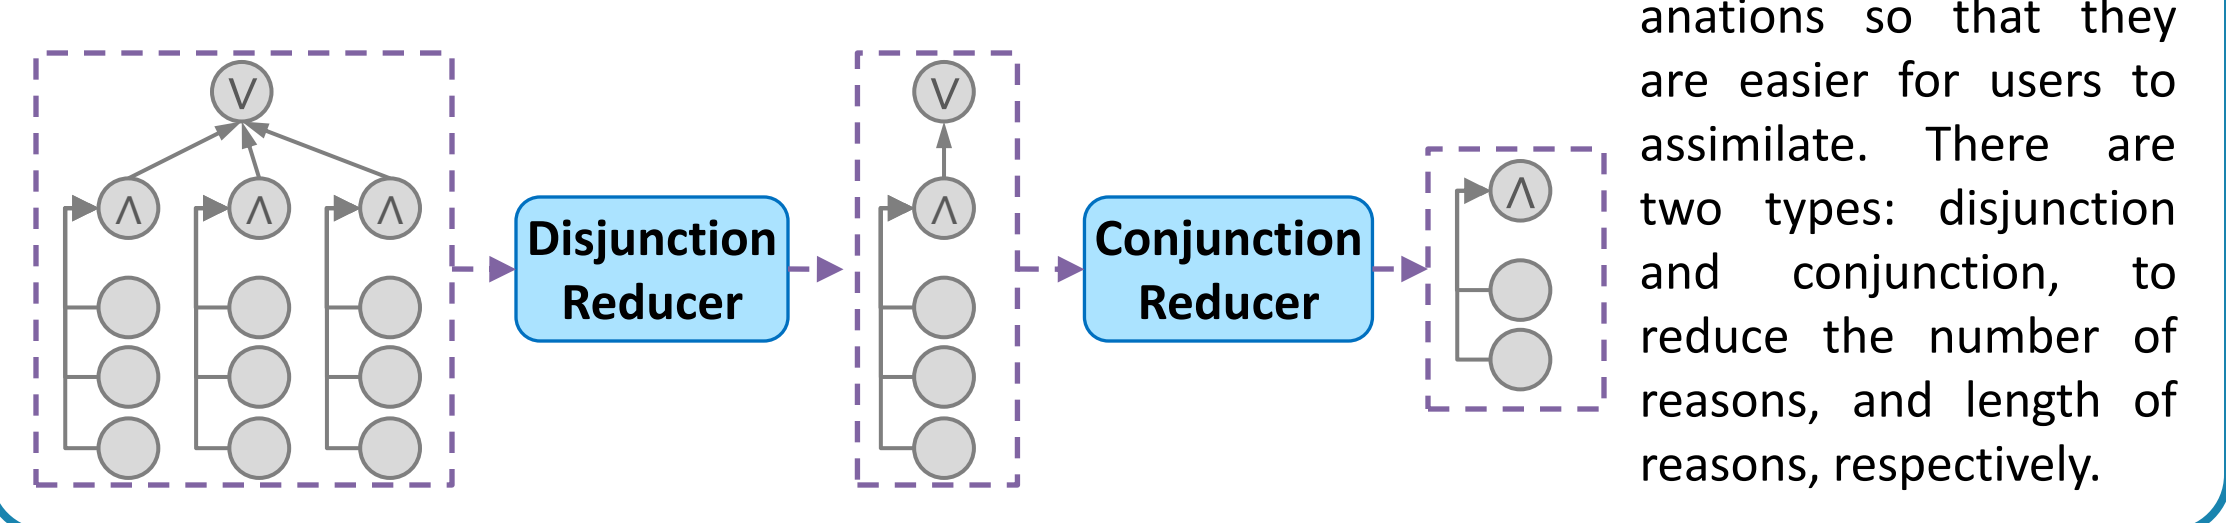 V
Λ Λ Λ
Disjunction
Reducer
V
Λ
Conjunction
Reducer
Λ
anations so that they
are easier for users to
assimilate. There are
two types: disjunction
and conjunction, to
reduce the number of
reasons, and length of
reasons, respectively.